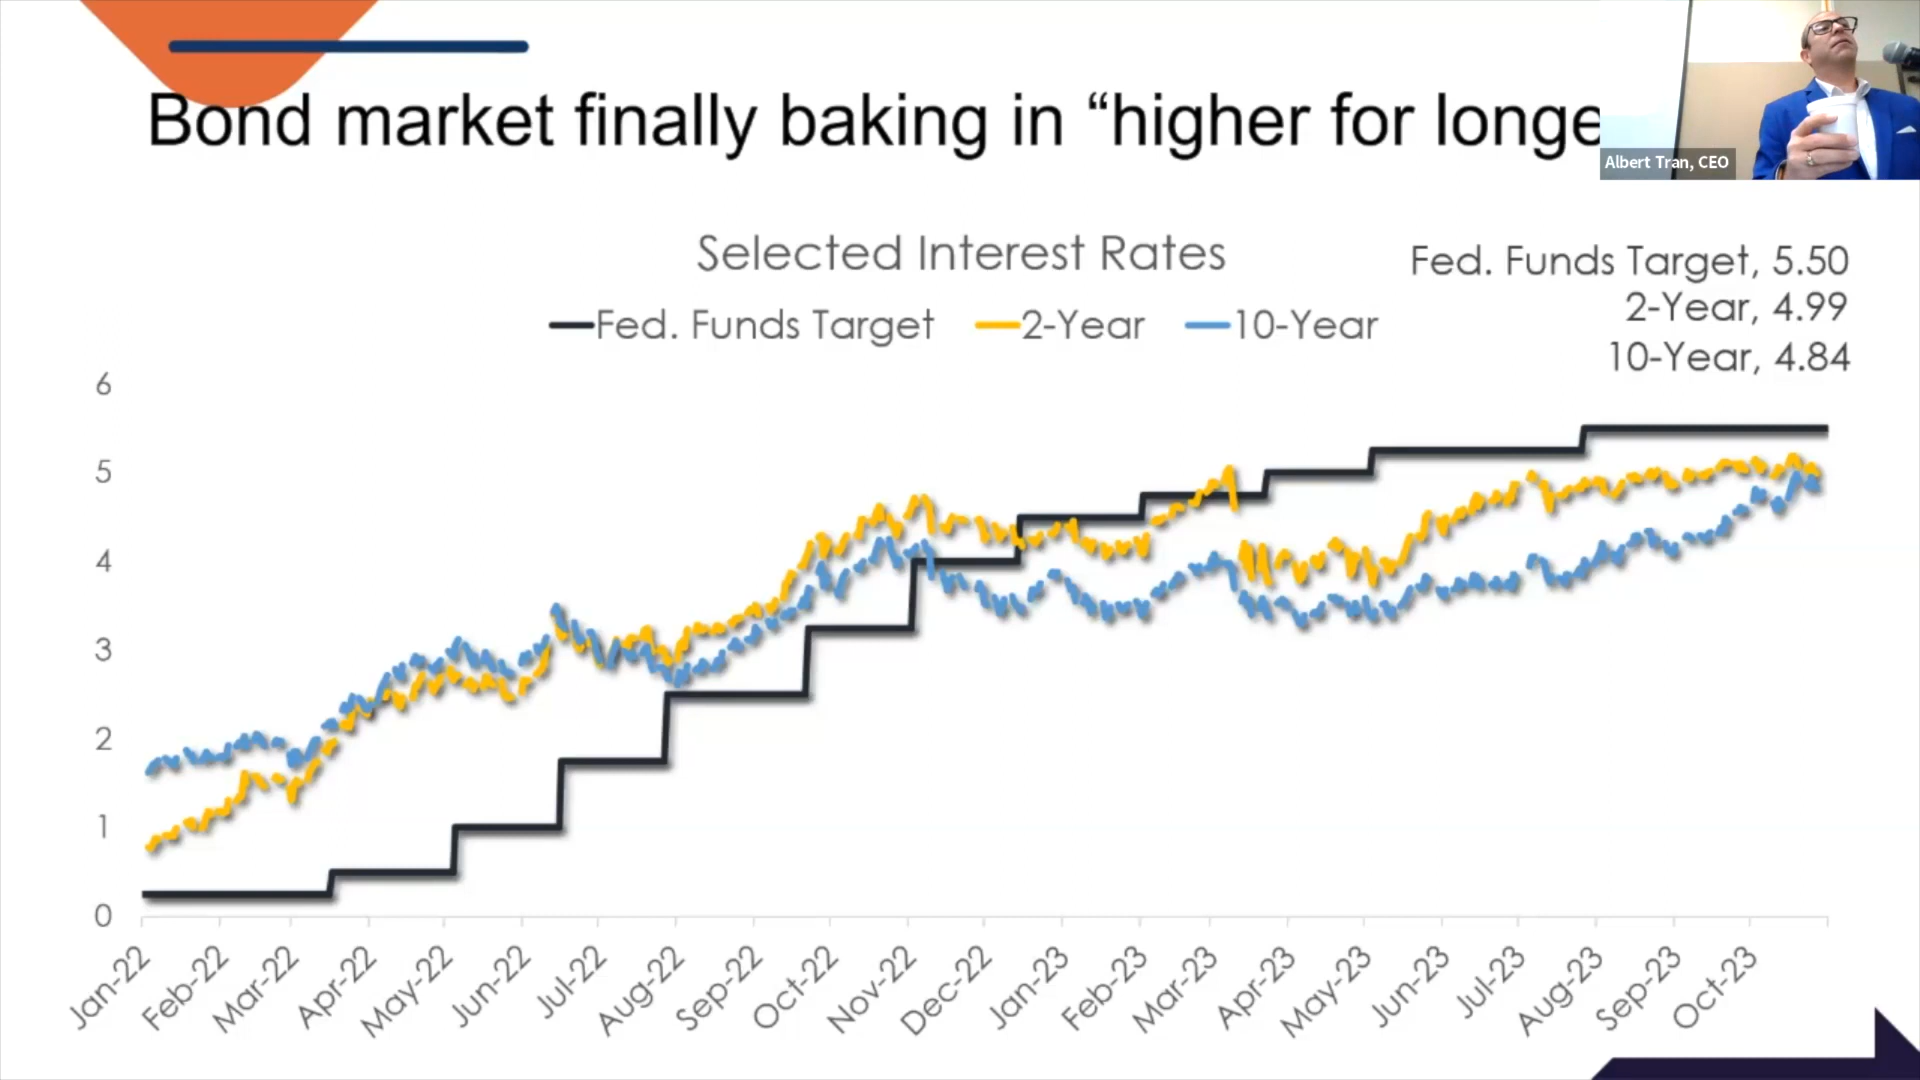 Bond market finally baking in “higher for longe
Albert Tran, CEO
Selected Interest Rates
Fed. Funds Target 2-Year 10-Year
Fed. Funds Target, 5.50
2-Year, 4.99
10-Year, 4.84
6
5
4
3
2
1
0
Jan-22 Feb-22 Mar-22 Apr-22 May-22 Jun-22 Jul-22 Aug-22 Sep-22 Oct-22 Nov-22 Dec-22 Jan-23 Feb-23 Mar-23 Apr-23 May-23 Jun-23 Jul-23 Aug-23 Sep-23 Oct-23